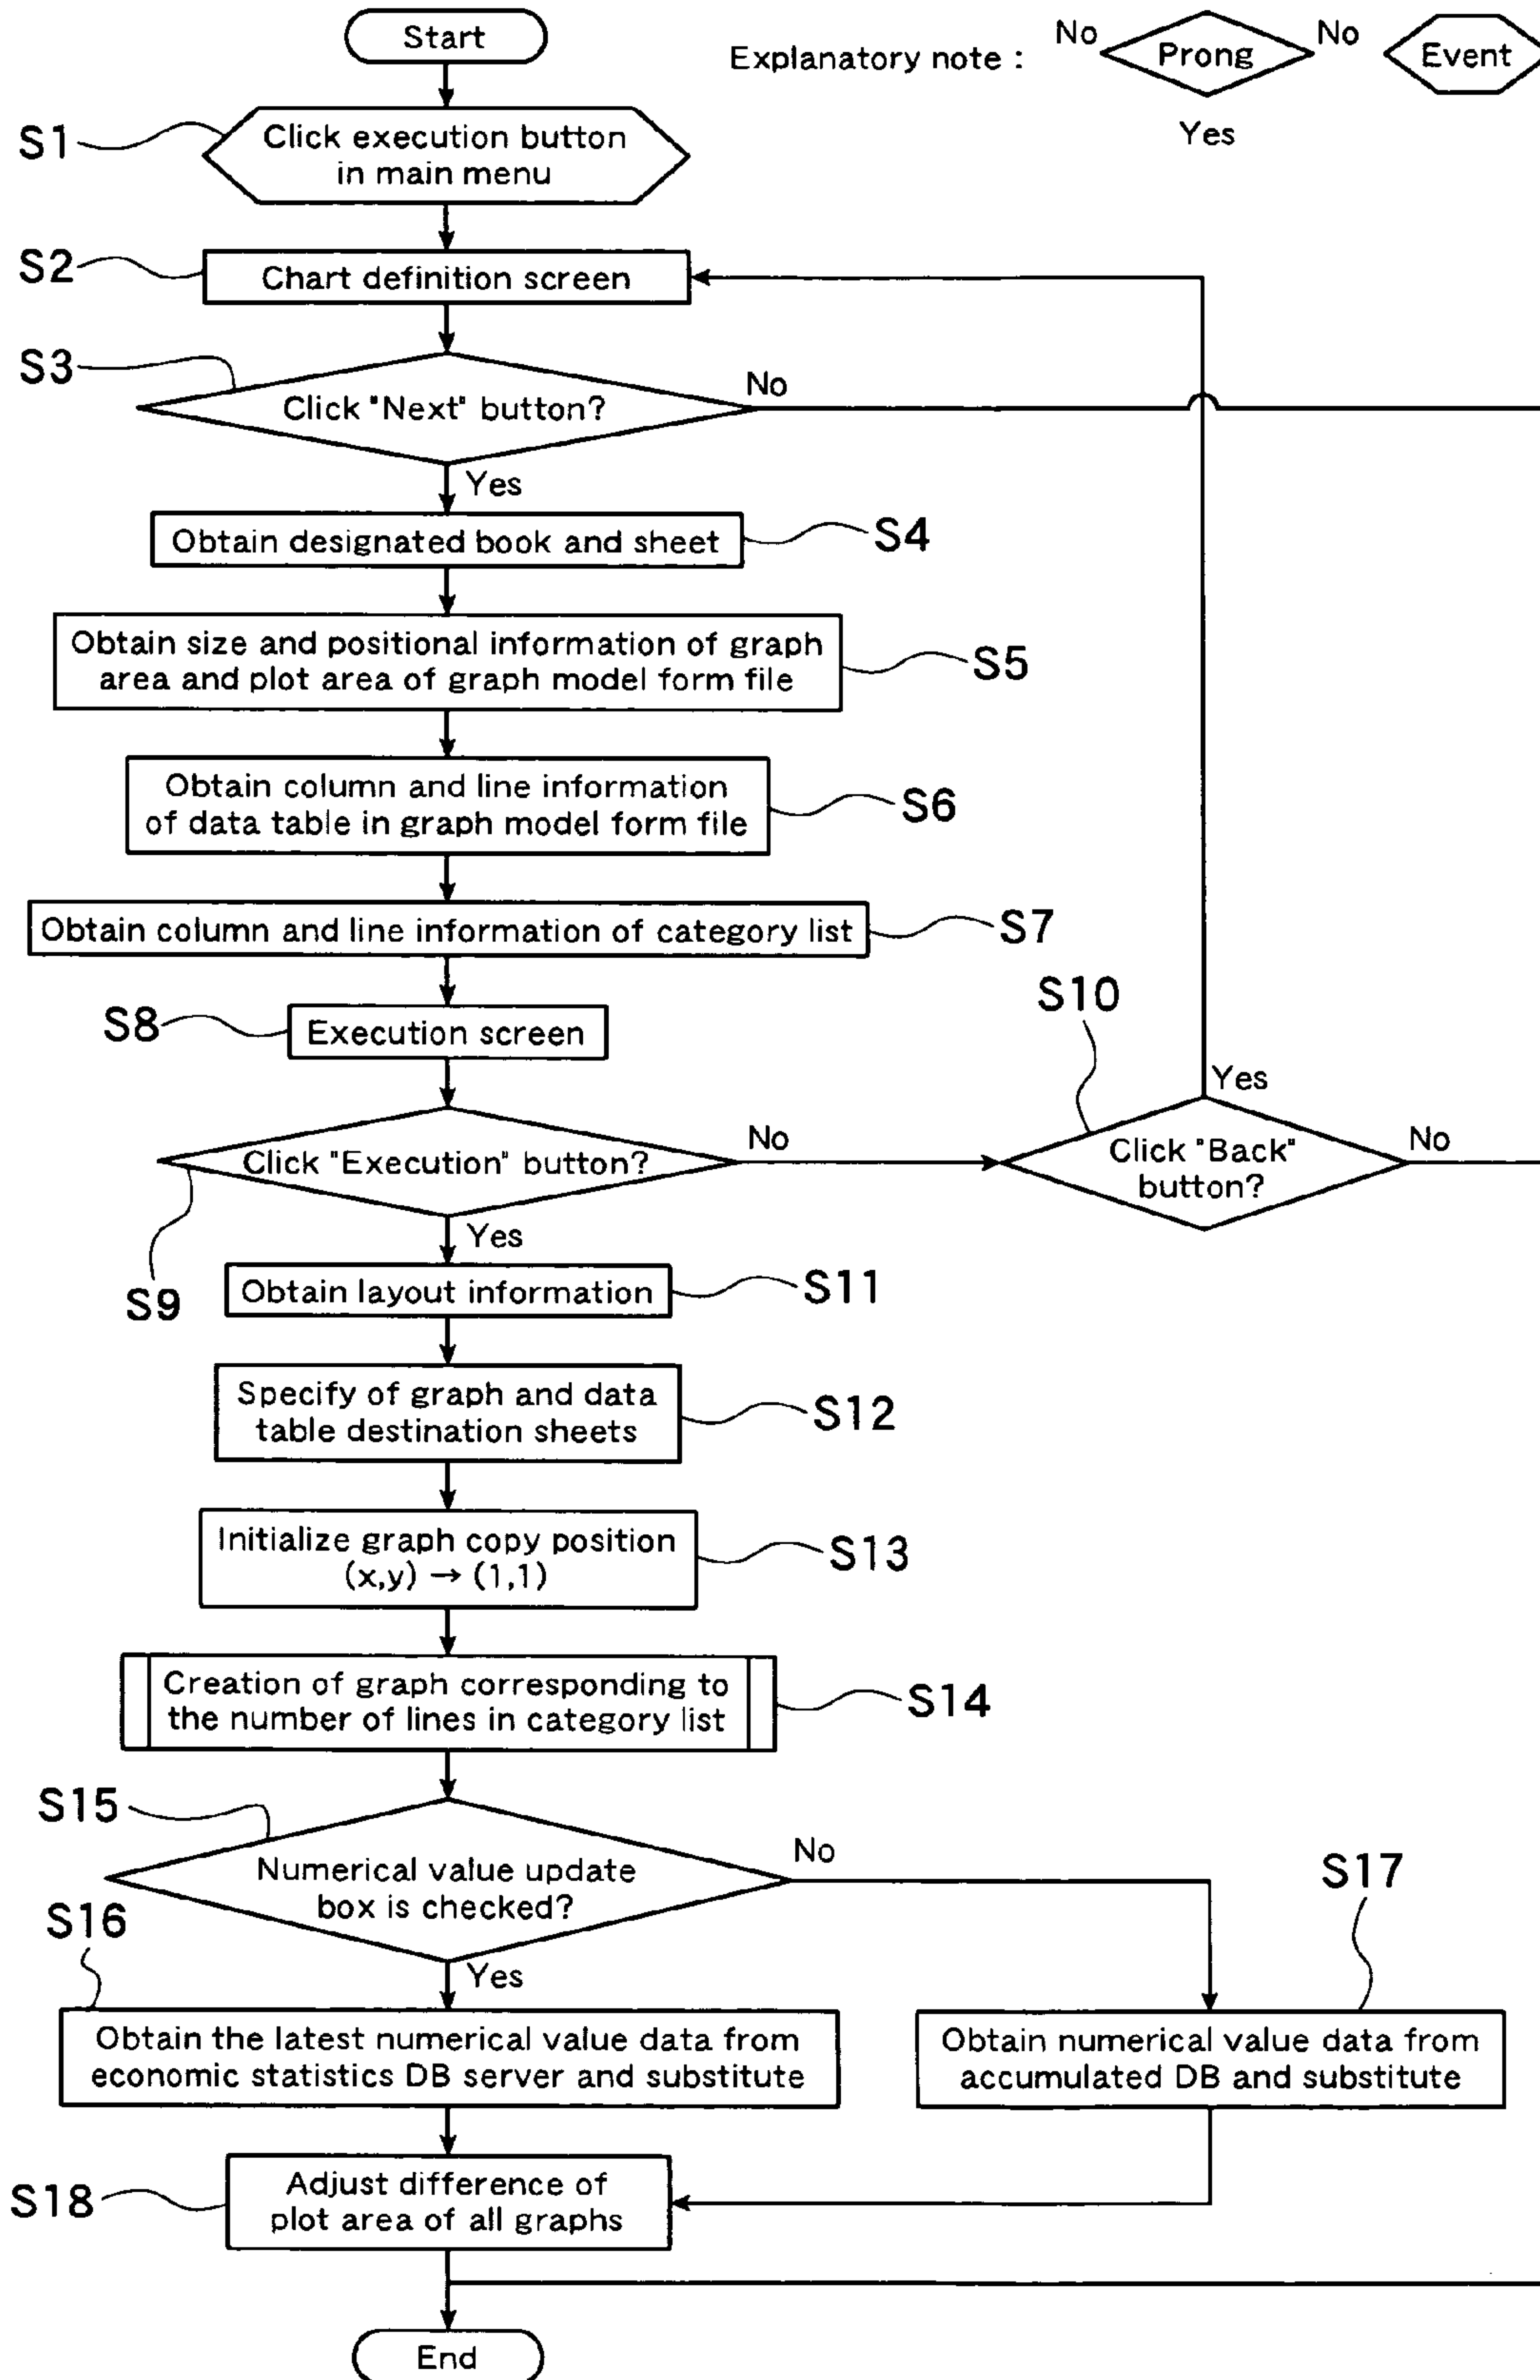 Start
Explanatory note :
No
Prong
No
Event
Yes
S1
Click execution button
in main menu
S2
Chart definition screen
S3
Click "Next" button?
No
Yes
Obtain designated book and sheet
S4
Obtain size and positional information of graph
area and plot area of graph model form file
S5
Obtain column and line information
of data table in graph model form file
S6
Obtain column and line information of category list
S7
S8
Execution screen
S10
Yes
Click "Execution" button?
No
Click "Back"
button?
No
S9
Yes
Obtain layout information
S11
Specify of graph and data
table destination sheets
S12
Initialize graph copy position
(x,y) → (1,1)
S13
Creation of graph corresponding to
the number of lines in category list
S14
S15
Numerical value update
box is checked?
No
S16
Yes
S17
Obtain the latest numerical value data from
economic statistics DB server and substitute
Obtain numerical value data from
accumulated DB and substitute
S18
Adjust difference of
plot area of all graphs
End